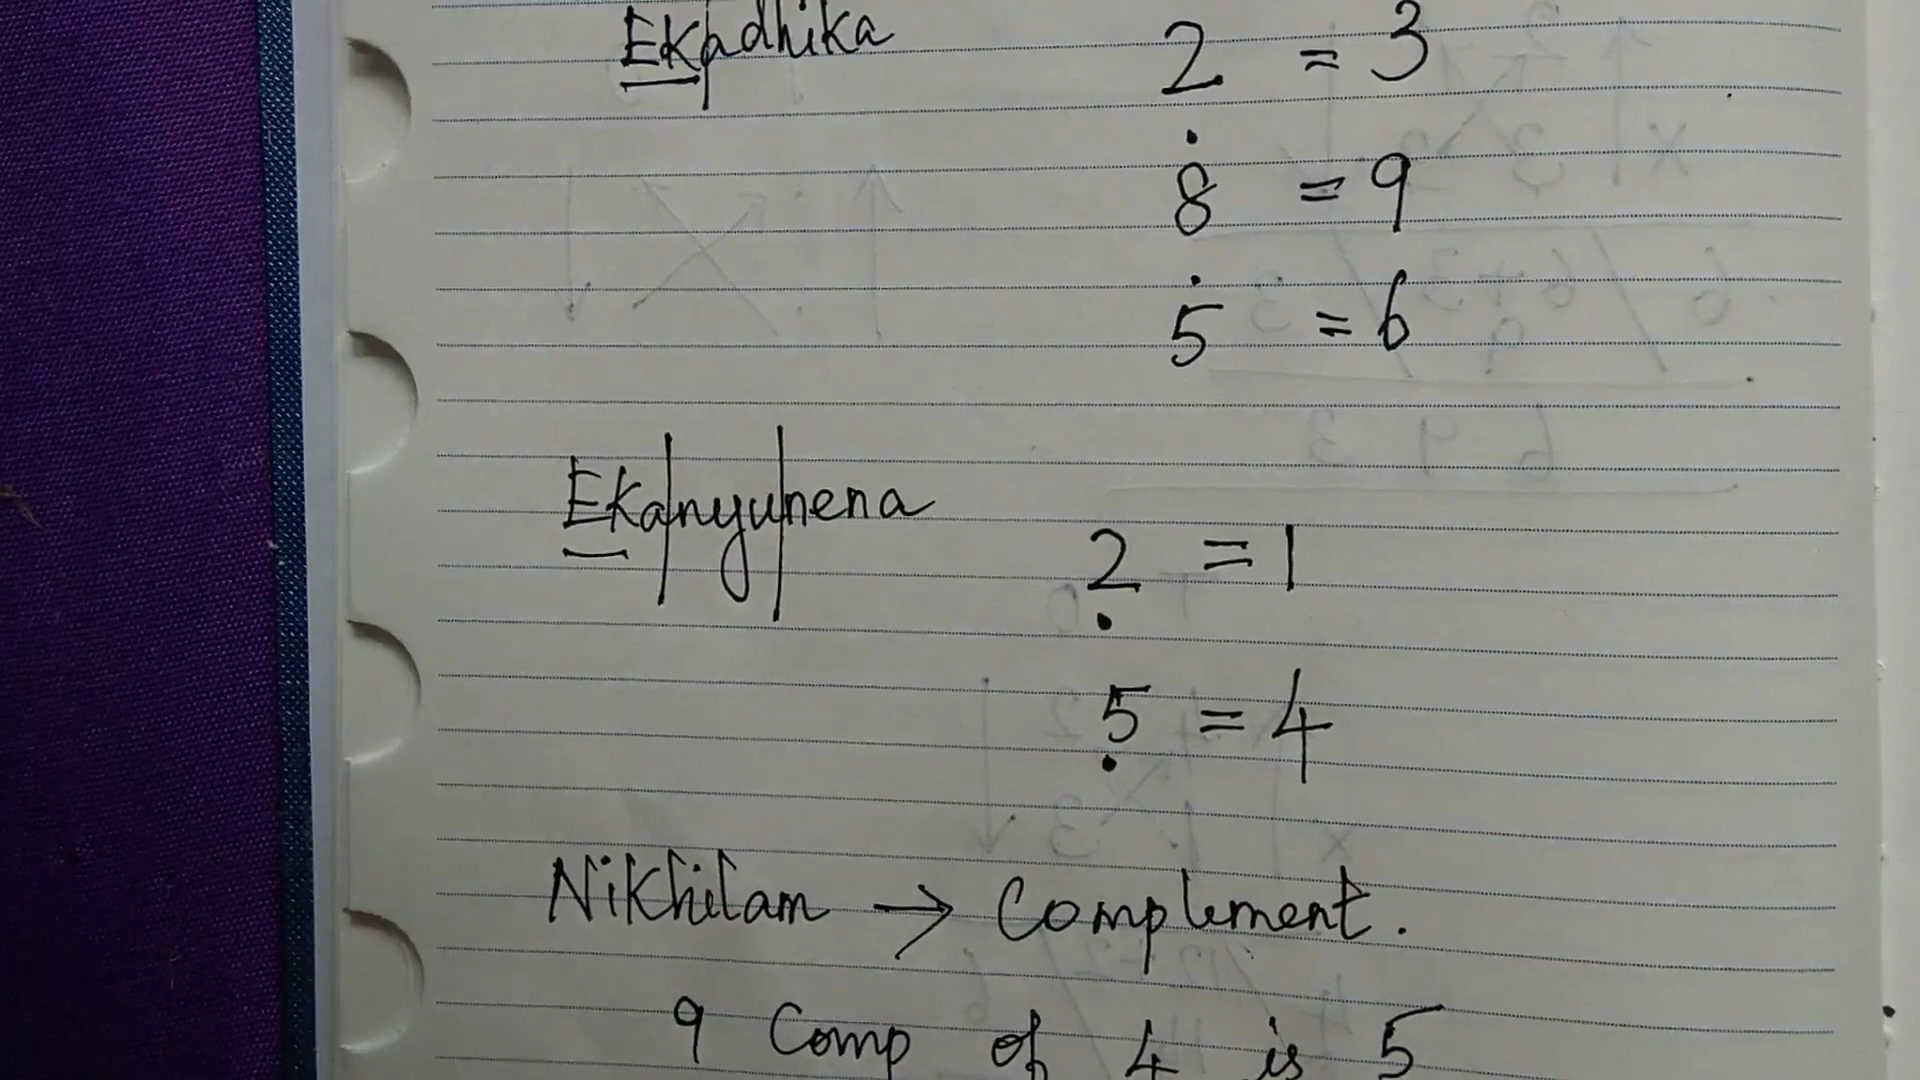 Ekadhika 2 = 3
8̇ = 9
5̇ = 6
Ekanyunena
2̣ = 1
5̣ = 4
Nikhilam → Complement.
9 Comp of 4 is 5